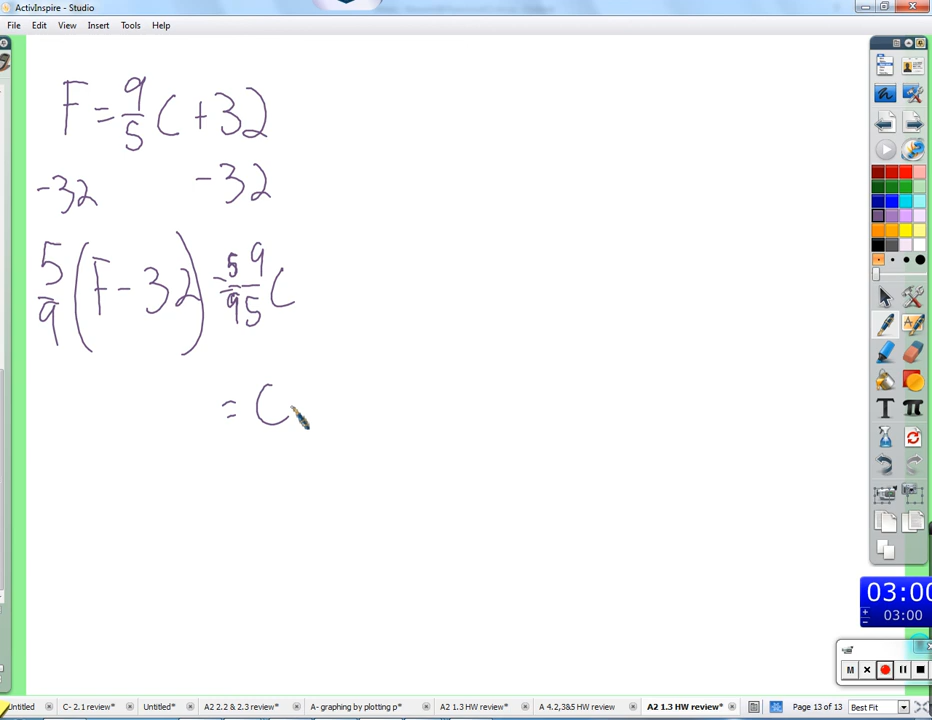 ActivInspire - Studio
File Edit View Insert Tools Help
F = 9/5 C + 32
-32 -32
5/9 (F - 32) = 5/9 9/5 C
= C
03:00
03:00
M
Untitled C- 2.1 review* Untitled* A2 2.2 & 2.3 review* A- graphing by plotting p* A2 1.3 HW review* A 4.2,3&5 HW review A2 1.3 HW review* Page 13 of 13 Best Fit